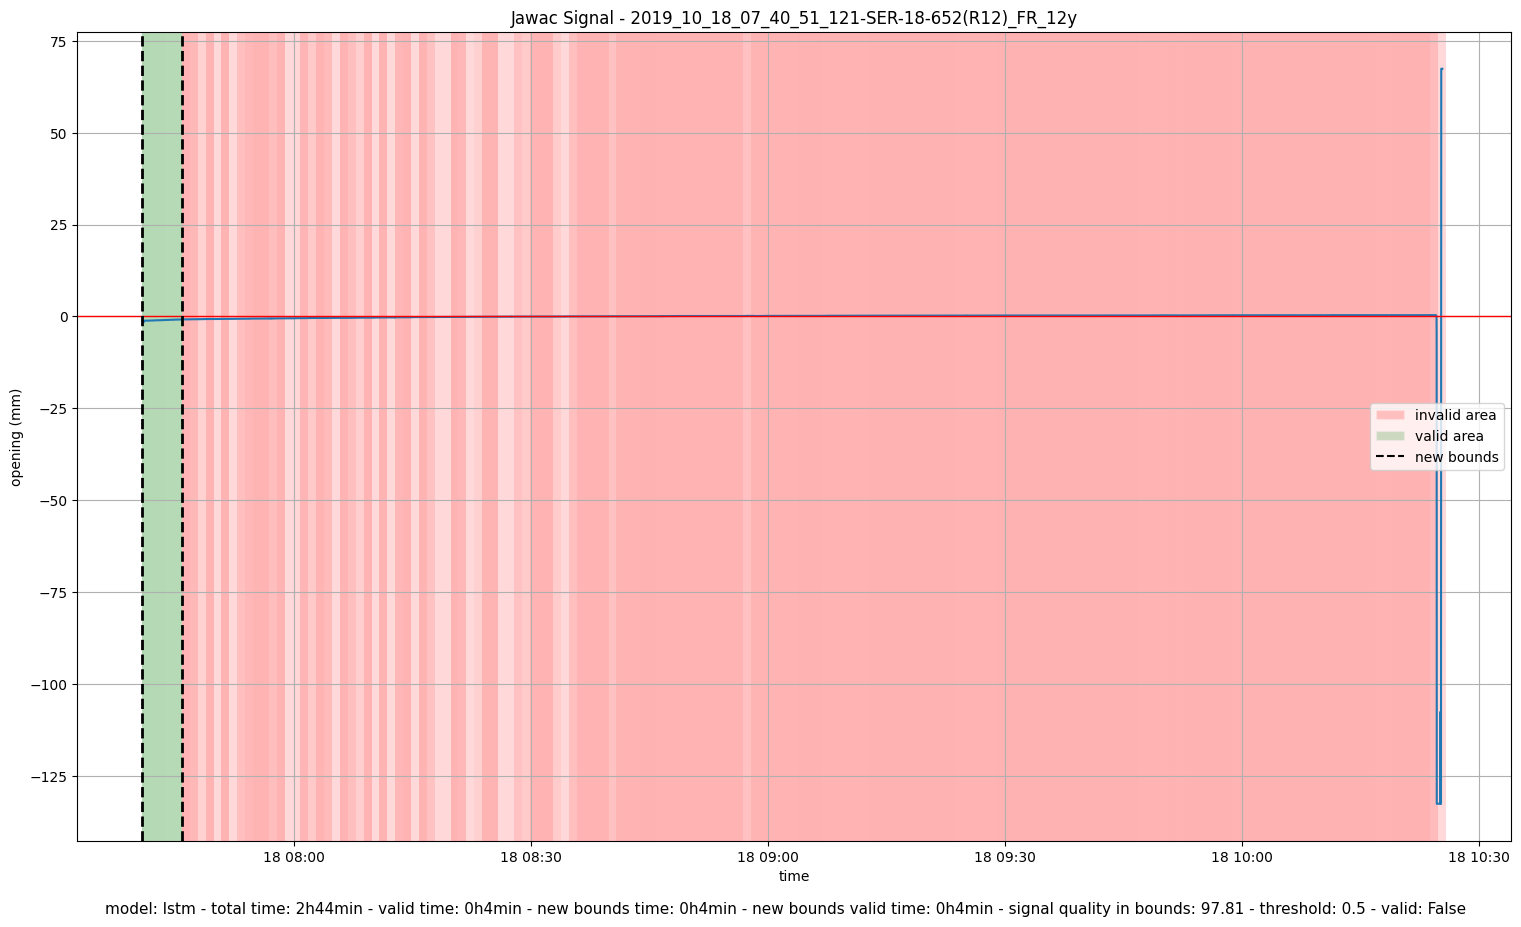 Jawac Signal - 2019_10_18_07_40_51_121-SER-18-652(R12)_FR_12y
75
50
25
0
−25
−50
−75
−100
−125
opening (mm)
invalid area
valid area
new bounds
18 08:00 18 08:30 18 09:00 18 09:30 18 10:00 18 10:30
time
model: lstm - total time: 2h44min - valid time: 0h4min - new bounds time: 0h4min - new bounds valid time: 0h4min - signal quality in bounds: 97.81 - threshold: 0.5 - valid: False